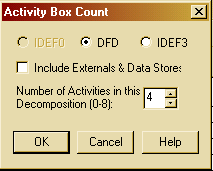 Activity Box Count
IDEF0 DFD IDEF3
Include Externals & Data Stores
Number of Activities in this
Decomposition (0-8): 4
OK Cancel Help